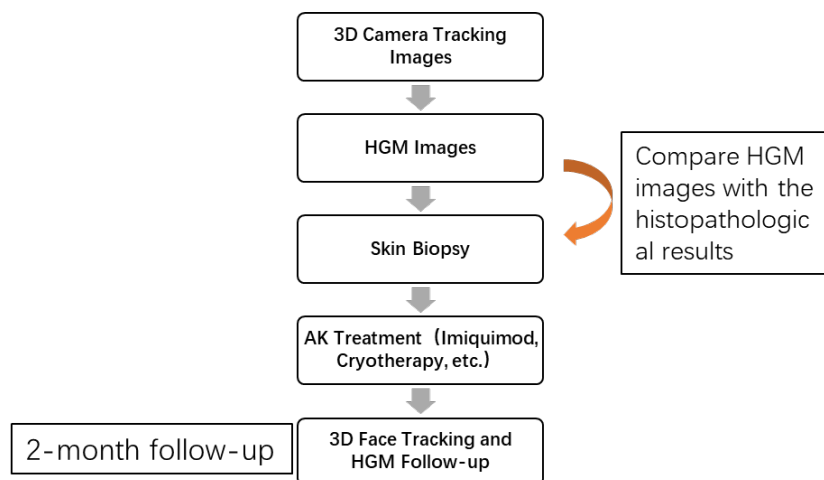 3D Camera Tracking
Images
HGM Images
Compare HGM
images with the
histopathologic
al results
Skin Biopsy
AK Treatment（Imiquimod,
Cryotherapy, etc.）
2-month follow-up
3D Face Tracking and
HGM Follow-up